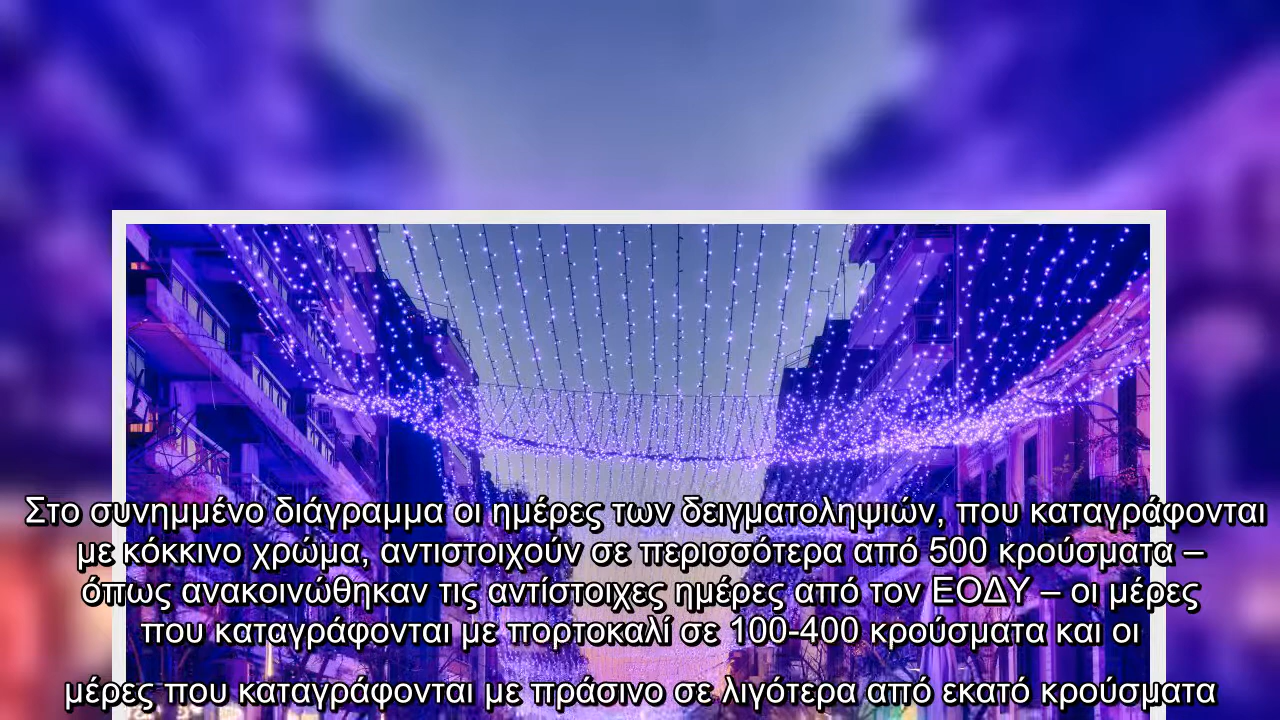 Στο συνημμένο διάγραμμα οι ημέρες των δειγματοληψιών, που καταγράφονται
με κόκκινο χρώμα, αντιστοιχούν σε περισσότερα από 500 κρούσματα –
όπως ανακοινώθηκαν τις αντίστοιχες ημέρες από τον ΕΟΔΥ – οι μέρες
που καταγράφονται με πορτοκαλί σε 100-400 κρούσματα και οι
μέρες που καταγράφονται με πράσινο σε λιγότερα από εκατό κρούσματα